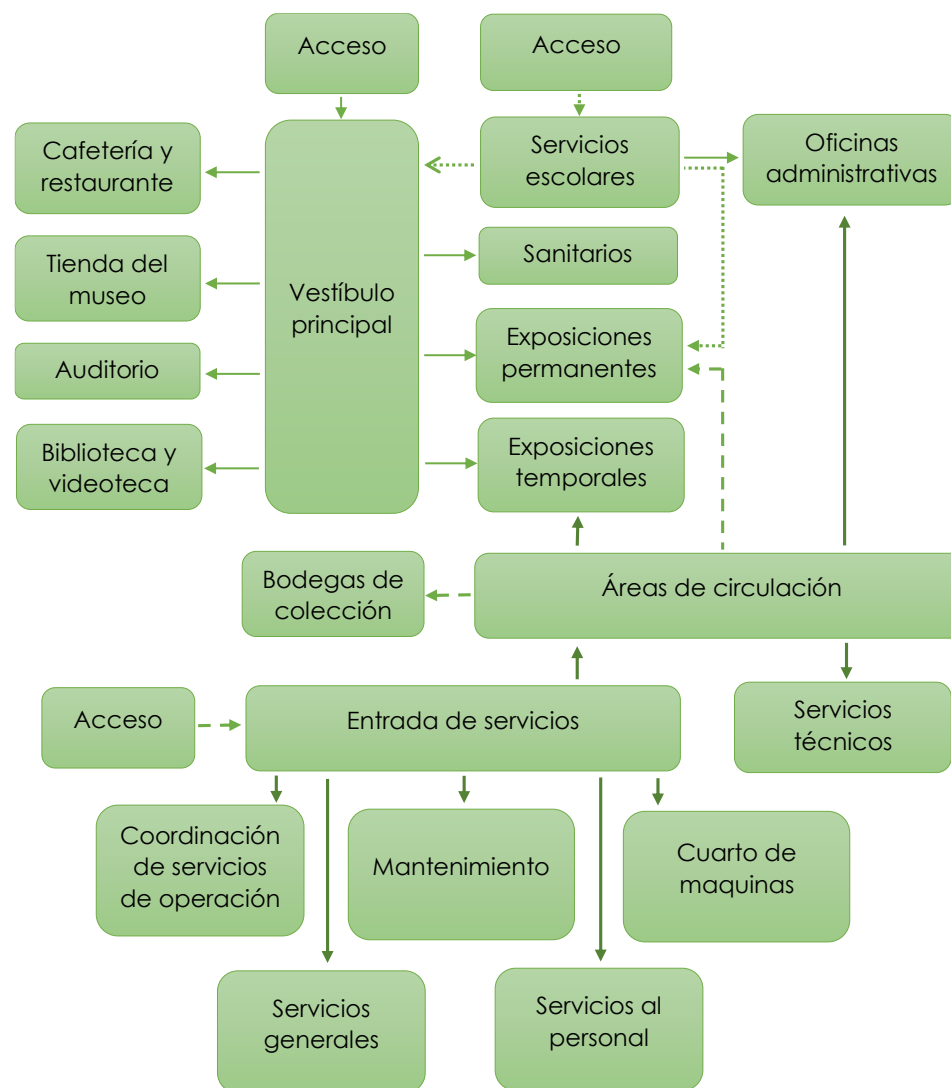 Acceso
Acceso
Cafetería y
restaurante
Servicios
escolares
Oficinas
administrativas
Tienda del
museo
Vestíbulo
principal
Sanitarios
Auditorio
Exposiciones
permanentes
Biblioteca y
videoteca
Exposiciones
temporales
Bodegas de
colección
Áreas de circulación
Acceso
Entrada de servicios
Servicios
técnicos
Coordinación
de servicios
de operación
Mantenimiento
Cuarto de
maquinas
Servicios
generales
Servicios al
personal